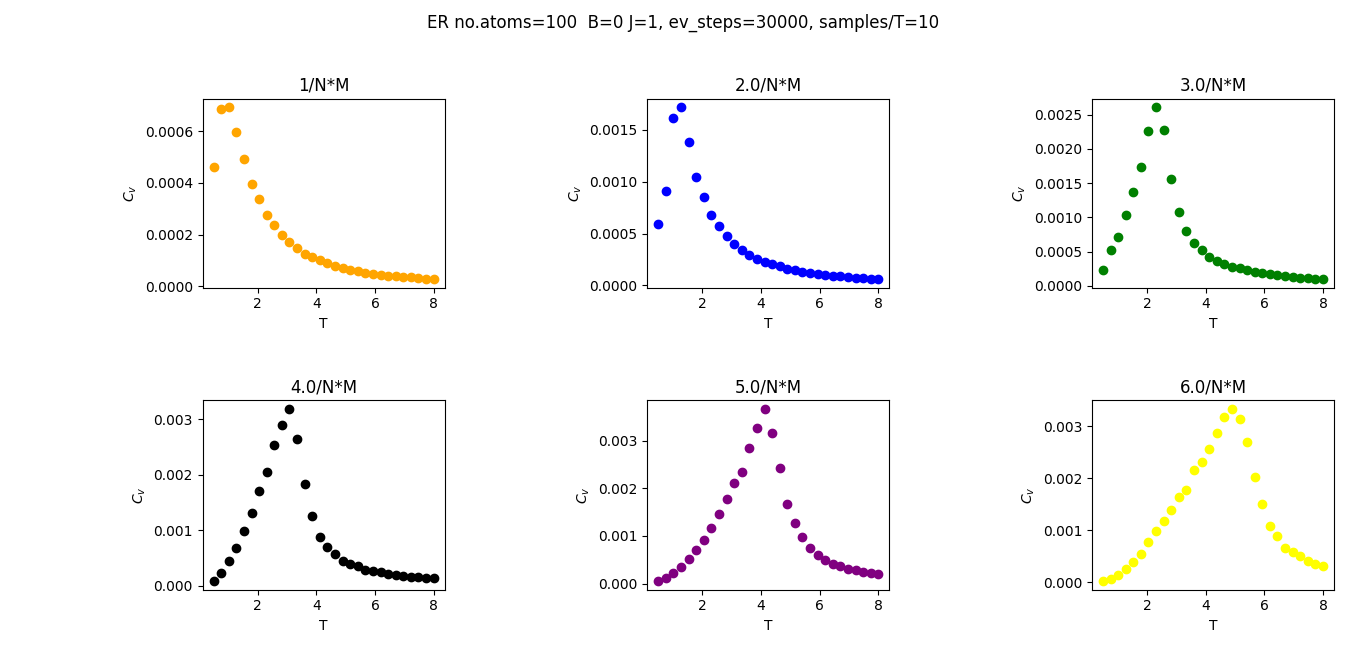 ER no.atoms=100  B=0 J=1, ev_steps=30000, samples/T=10
1/N*M
0.0006
0.0004
0.0002
0.0000
C_v
2 4 6 8
T
2.0/N*M
0.0015
0.0010
0.0005
0.0000
C_v
2 4 6 8
T
3.0/N*M
0.0025
0.0020
0.0015
0.0010
0.0005
0.0000
C_v
2 4 6 8
T
4.0/N*M
0.003
0.002
0.001
0.000
C_v
2 4 6 8
T
5.0/N*M
0.003
0.002
0.001
0.000
C_v
2 4 6 8
T
6.0/N*M
0.003
0.002
0.001
0.000
C_v
2 4 6 8
T